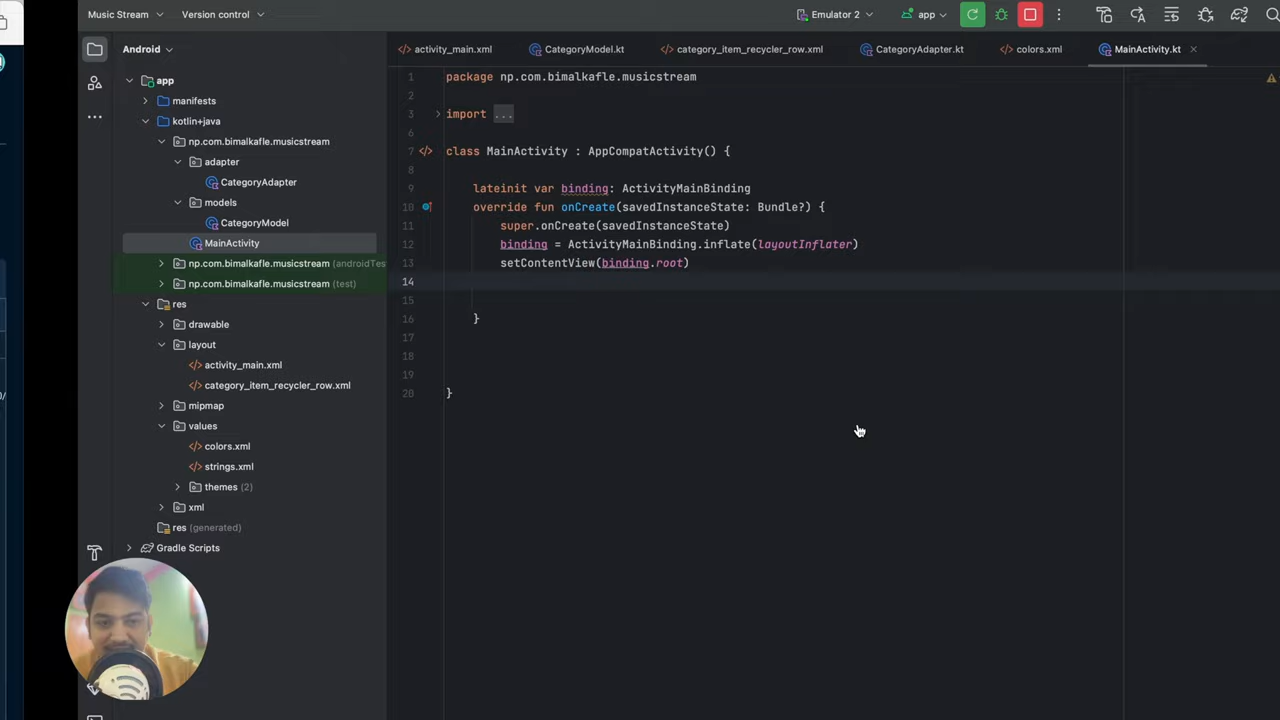 Music Stream
Version control
Emulator 2
app
Android
activity_main.xml
CategoryModel.kt
category_item_recycler_row.xml
CategoryAdapter.kt
colors.xml
MainActivity.kt
app
manifests
kotlin+java
np.com.bimalkafle.musicstream
adapter
CategoryAdapter
models
CategoryModel
MainActivity
np.com.bimalkafle.musicstream (androidTes
np.com.bimalkafle.musicstream (test)
res
drawable
layout
activity_main.xml
category_item_recycler_row.xml
mipmap
values
colors.xml
strings.xml
themes (2)
xml
res (generated)
Gradle Scripts
1 package np.com.bimalkafle.musicstream
2
3 import ...
6
7 class MainActivity : AppCompatActivity() {
8
9 lateinit var binding: ActivityMainBinding
10 override fun onCreate(savedInstanceState: Bundle?) {
11 super.onCreate(savedInstanceState)
12 binding = ActivityMainBinding.inflate(layoutInflater)
13 setContentView(binding.root)
14
15
16 }
17
18
19
20 }